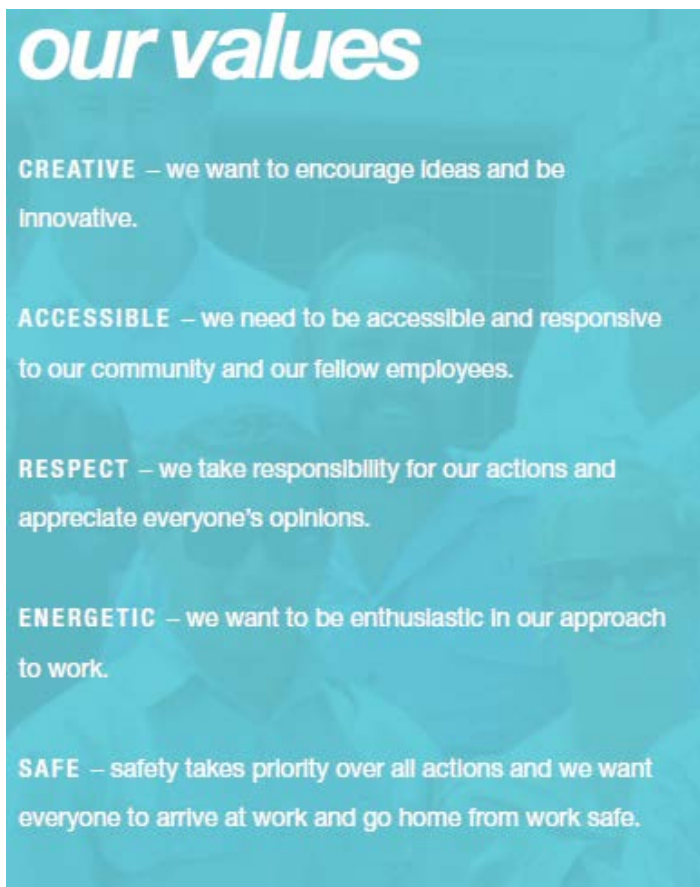 our values
CREATIVE – we want to encourage ideas and be
innovative.
ACCESSIBLE – we need to be accessible and responsive
to our community and our fellow employees.
RESPECT – we take responsibility for our actions and
appreciate everyone's opinions.
ENERGETIC – we want to be enthusiastic in our approach
to work.
SAFE – safety takes priority over all actions and we want
everyone to arrive at work and go home from work safe.